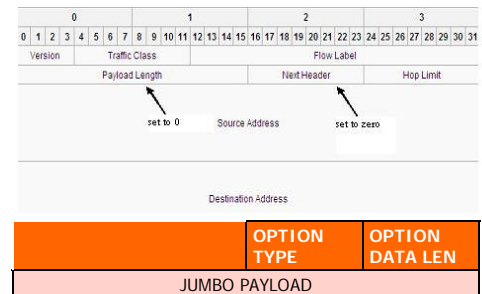 0 1 2 3
0 1 2 3 4 5 6 7 8 9 10 11 12 13 14 15 16 17 18 19 20 21 22 23 24 25 26 27 28 29 30 31
Version Traffic Class Flow Label
Payload Length Next Header Hop Limit
set to 0 Source Address set to zero
Destination Address
OPTION OPTION
TYPE DATA LEN
JUMBO PAYLOAD